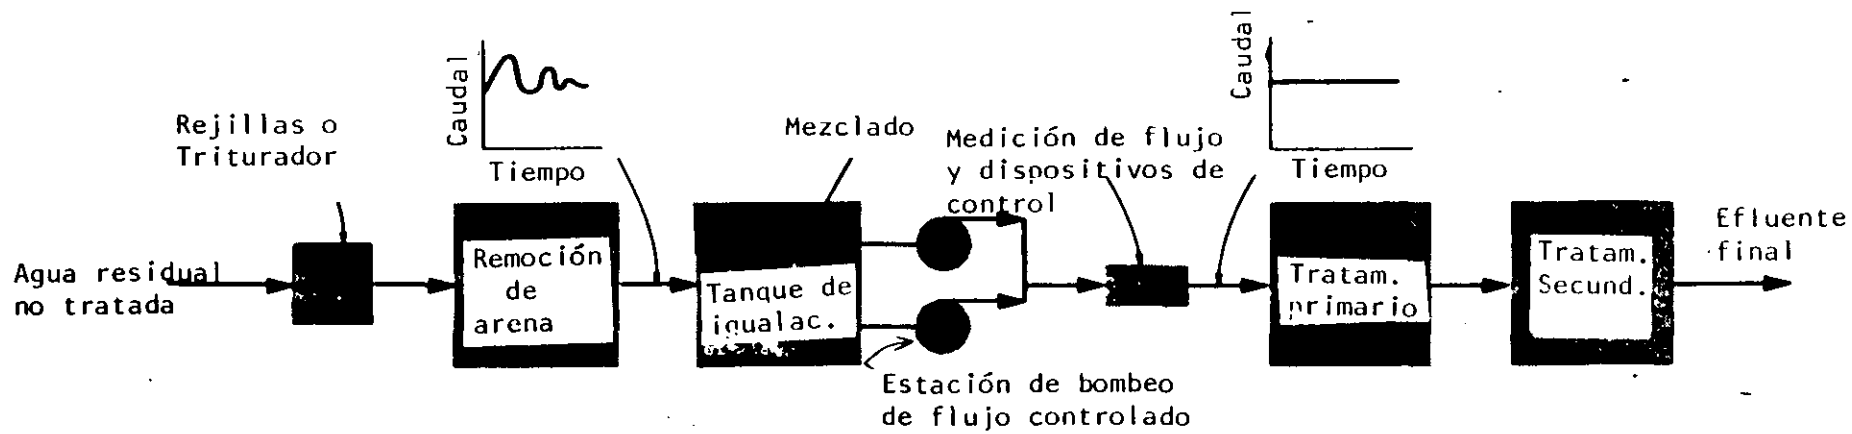 Caudal
Tiempo
Caudal
Tiempo
Rejillas o
Triturador
Mezclado
Medición de flujo
y dispositivos de
control
Agua residual
no tratada
Remoción
de
arena
Tanque de
igualac.
Estación de bombeo
de flujo controlado
Tratam.
primario
Tratam.
Secund.
Efluente
final